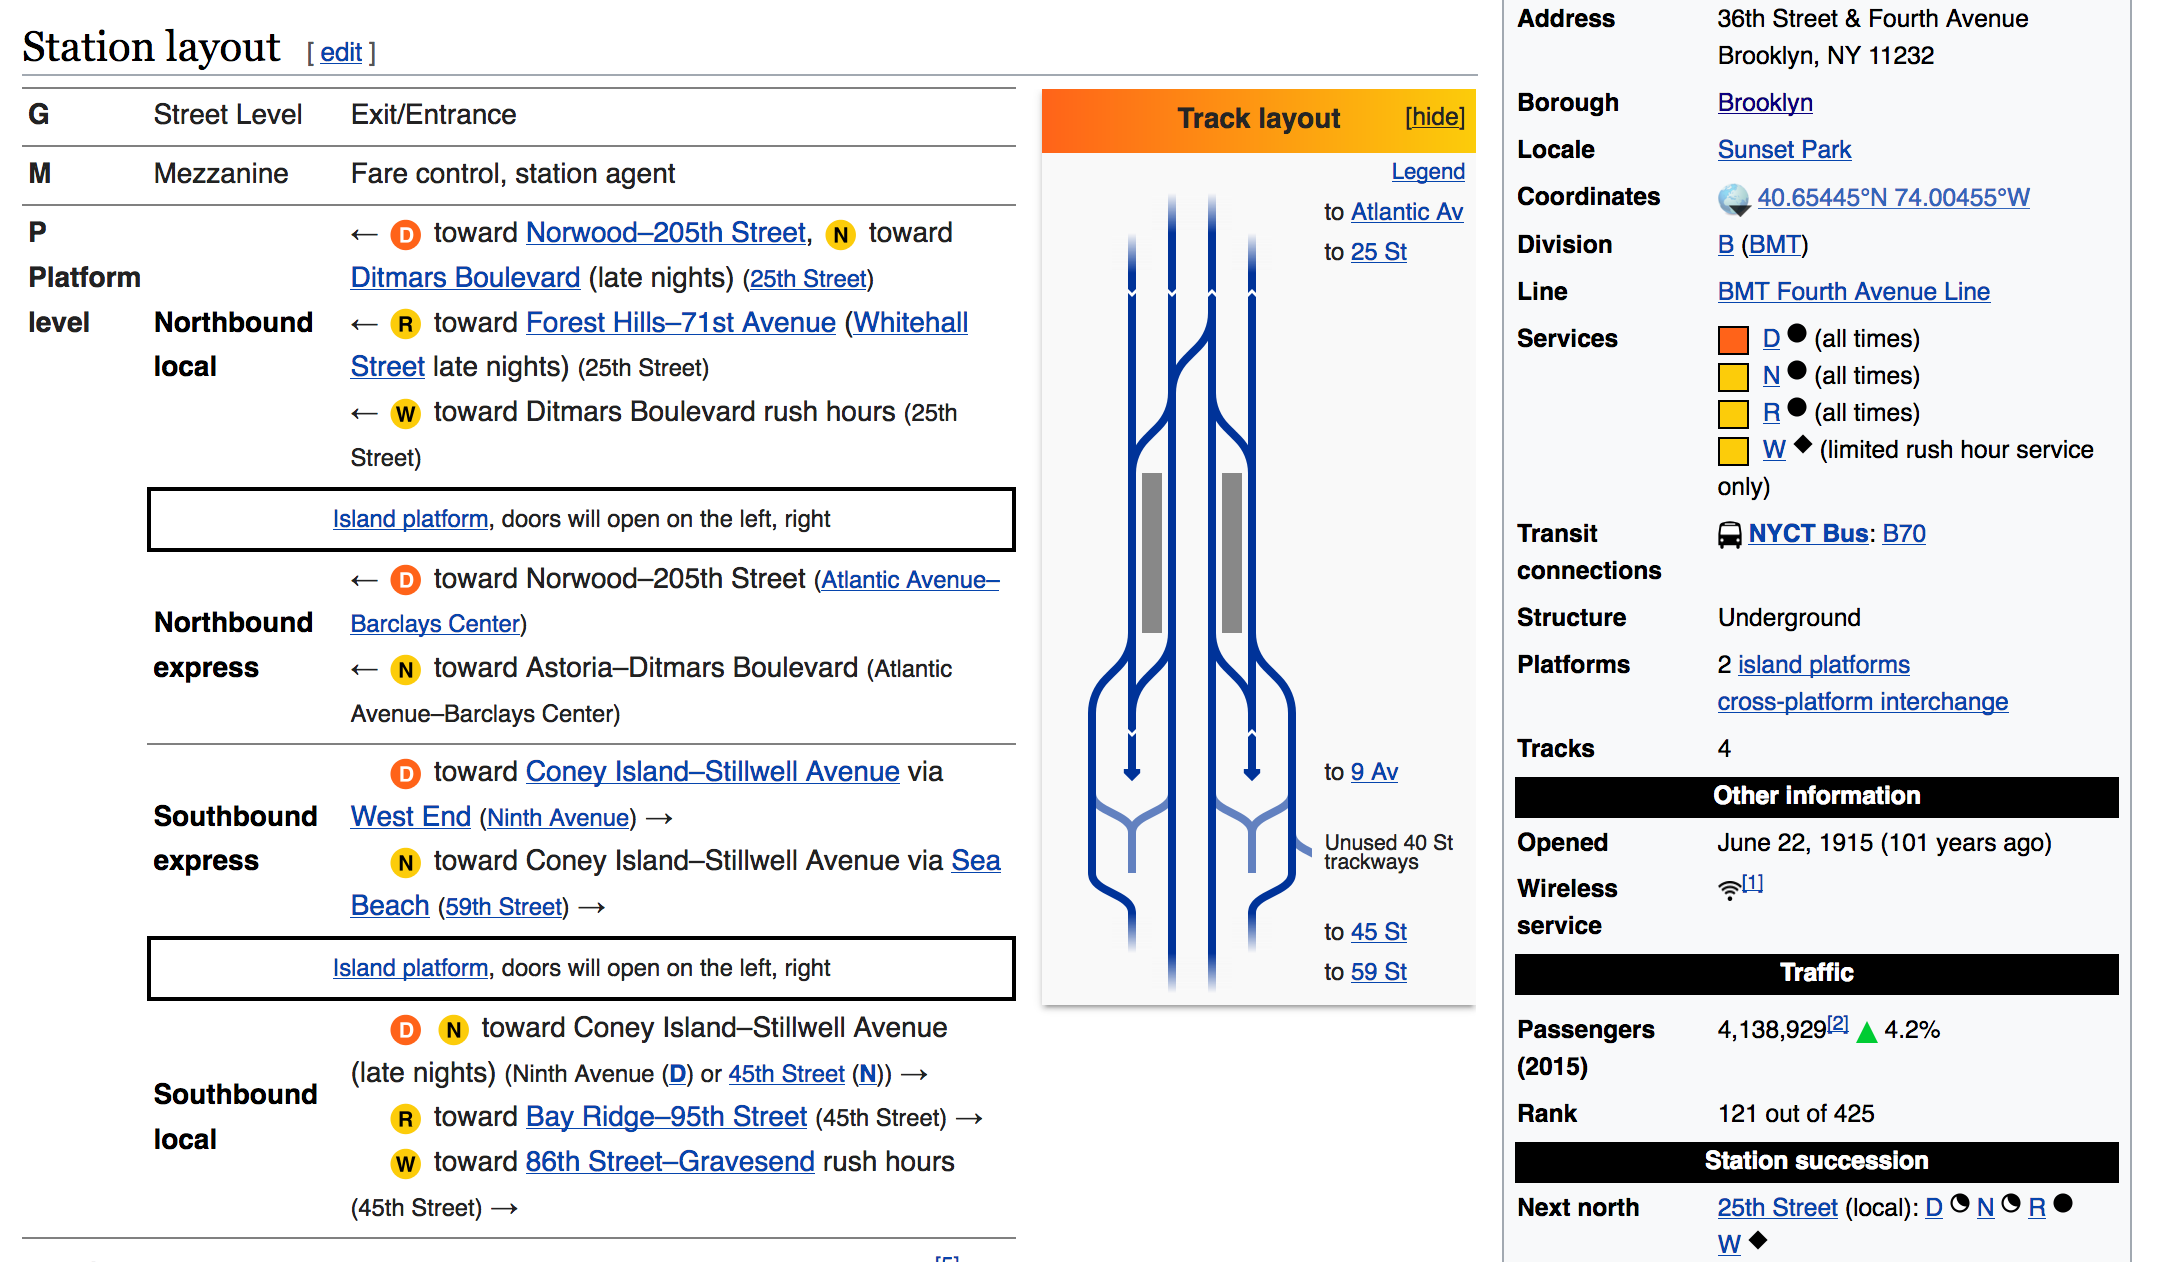 Station layout [ edit ]
G Street Level Exit/Entrance
M Mezzanine Fare control, station agent
P
Platform
level
Northbound
local
← D toward Norwood–205th Street, N toward
Ditmars Boulevard (late nights) (25th Street)
← R toward Forest Hills–71st Avenue (Whitehall
Street late nights) (25th Street)
← W toward Ditmars Boulevard rush hours (25th
Street)
Island platform, doors will open on the left, right
Northbound
express
← D toward Norwood–205th Street (Atlantic Avenue–
Barclays Center)
← N toward Astoria–Ditmars Boulevard (Atlantic
Avenue–Barclays Center)
Southbound
express
D toward Coney Island–Stillwell Avenue via
West End (Ninth Avenue) →
N toward Coney Island–Stillwell Avenue via Sea
Beach (59th Street) →
Island platform, doors will open on the left, right
Southbound
local
D N toward Coney Island–Stillwell Avenue
(late nights) (Ninth Avenue (D) or 45th Street (N)) →
R toward Bay Ridge–95th Street (45th Street) →
W toward 86th Street–Gravesend rush hours
(45th Street) →
[5]
Track layout [hide]
Legend
to Atlantic Av
to 25 St
to 9 Av
Unused 40 St
trackways
to 45 St
to 59 St
Address 36th Street & Fourth Avenue
Brooklyn, NY 11232
Borough Brooklyn
Locale Sunset Park
Coordinates 40.65445°N 74.00455°W
Division B (BMT)
Line BMT Fourth Avenue Line
Services D (all times)
N (all times)
R (all times)
W (limited rush hour service
only)
Transit
connections
NYCT Bus: B70
Structure Underground
Platforms 2 island platforms
cross-platform interchange
Tracks 4
Other information
Opened June 22, 1915 (101 years ago)
Wireless
service
[1]
Traffic
Passengers
(2015)
4,138,929[2] ▲ 4.2%
Rank 121 out of 425
Station succession
Next north 25th Street (local): D N R
W